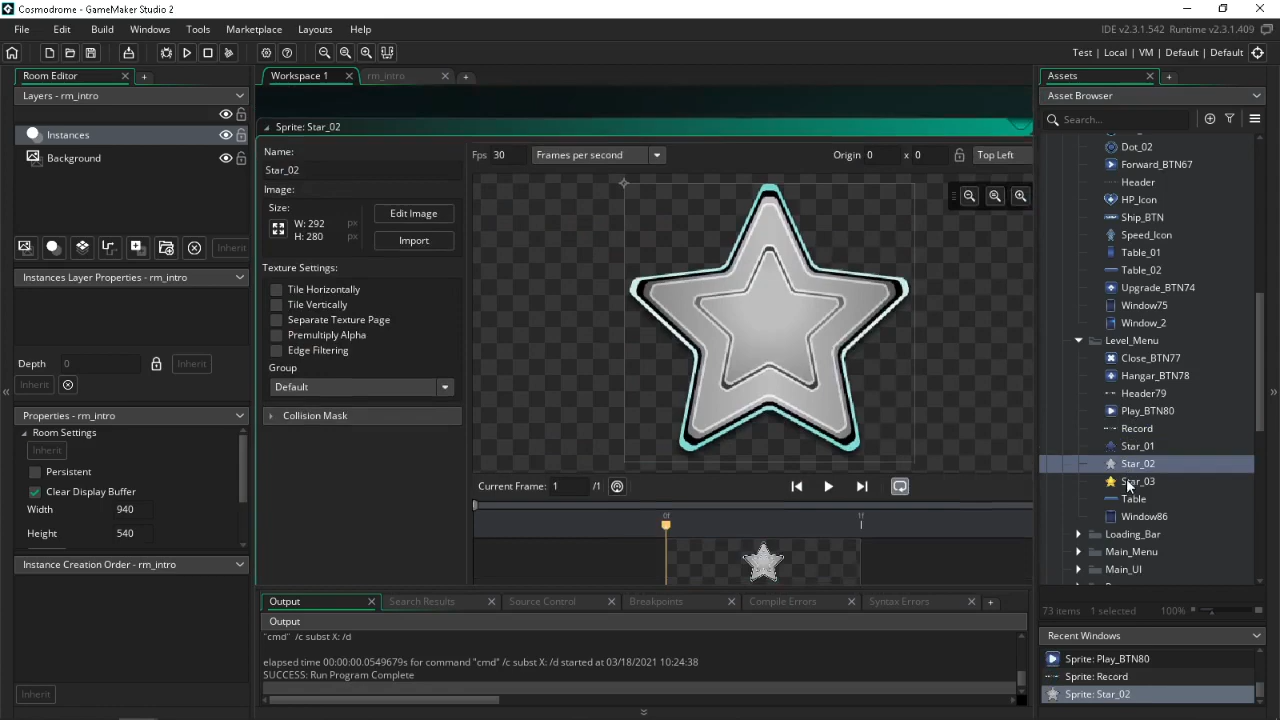 Cosmodrome - GameMaker Studio 2
File Edit Build Windows Tools Marketplace Layouts Help
IDE v2.3.1.542 Runtime v2.3.1.409
Test | Local | VM | Default | Default
Room Editor
Workspace 1
rm_intro
Assets
Layers - rm_intro
Asset Browser
Search...
Instances
Background
Sprite: Star_02
Name:
Star_02
Image:
Size:
W: 292 px
H: 280 px
Edit Image
Import
Texture Settings:
Tile Horizontally
Tile Vertically
Separate Texture Page
Premultiply Alpha
Edge Filtering
Group
Default
Collision Mask
Fps 30 Frames per second
Origin 0 x 0 Top Left
Current Frame: 1 /1
0f
1f
Inherit
Instances Layer Properties - rm_intro
Depth 0 Inherit
Inherit
Properties - rm_intro
Room Settings
Inherit
Persistent
Clear Display Buffer
Width 940
Height 540
Instance Creation Order - rm_intro
Inherit
Output
Search Results
Source Control
Breakpoints
Compile Errors
Syntax Errors
Output
"cmd" /c subst X: /d
elapsed time 00:00:00.0549679s for command "cmd" /c subst X: /d started at 03/18/2021 10:24:38
SUCCESS: Run Program Complete
Dot_02
Forward_BTN67
Header
HP_Icon
Ship_BTN
Speed_Icon
Table_01
Table_02
Upgrade_BTN74
Window75
Window_2
Level_Menu
Close_BTN77
Hangar_BTN78
Header79
Play_BTN80
Record
Star_01
Star_02
Star_03
Table
Window86
Loading_Bar
Main_Menu
Main_UI
73 items 1 selected 100%
Recent Windows
Sprite: Play_BTN80
Sprite: Record
Sprite: Star_02